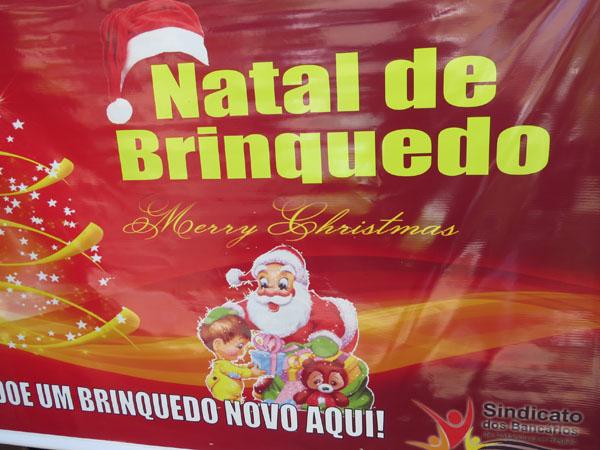 Natal de
Brinquedo
Merry Christmas
DOE UM BRINQUEDO NOVO AQUI!
Sindicato
dos Bancários